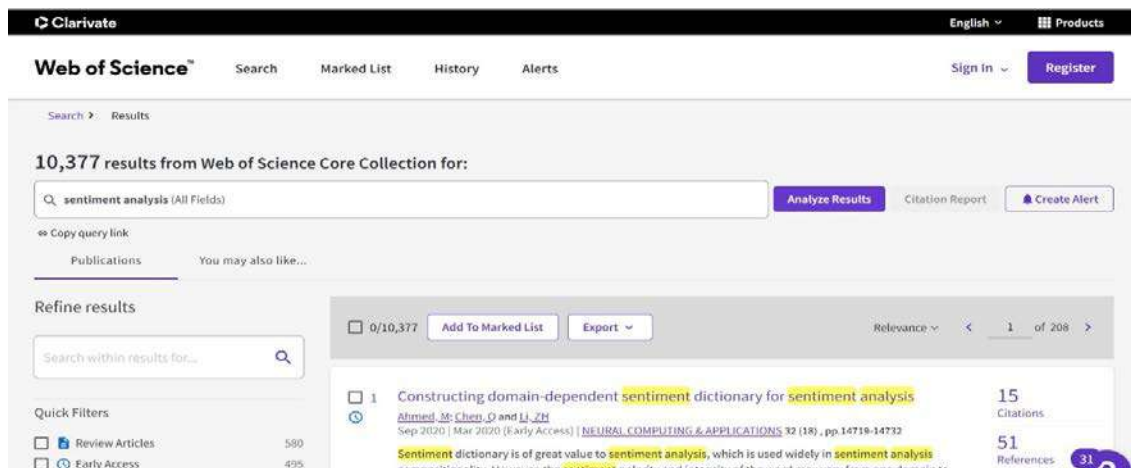 Clarivate English Products
Web of Science™ Search Marked List History Alerts Sign In Register
Search > Results
10,377 results from Web of Science Core Collection for:
sentiment analysis (All Fields) Analyze Results Citation Report Create Alert
Copy query link
Publications You may also like...
Refine results
0/10,377 Add To Marked List Export Relevance < 1 of 208 >
Search within results for...
1 Constructing domain-dependent sentiment dictionary for sentiment analysis 15
Citations
Quick Filters
Ahmed, M; Chen, Q and Li, ZH
Sep 2020 | Mar 2020 (Early Access) | NEURAL COMPUTING & APPLICATIONS 32 (18), pp.14719-14732
51
References
Review Articles 580
Sentiment dictionary is of great value to sentiment analysis, which is used widely in sentiment analysis
Early Access 495
31